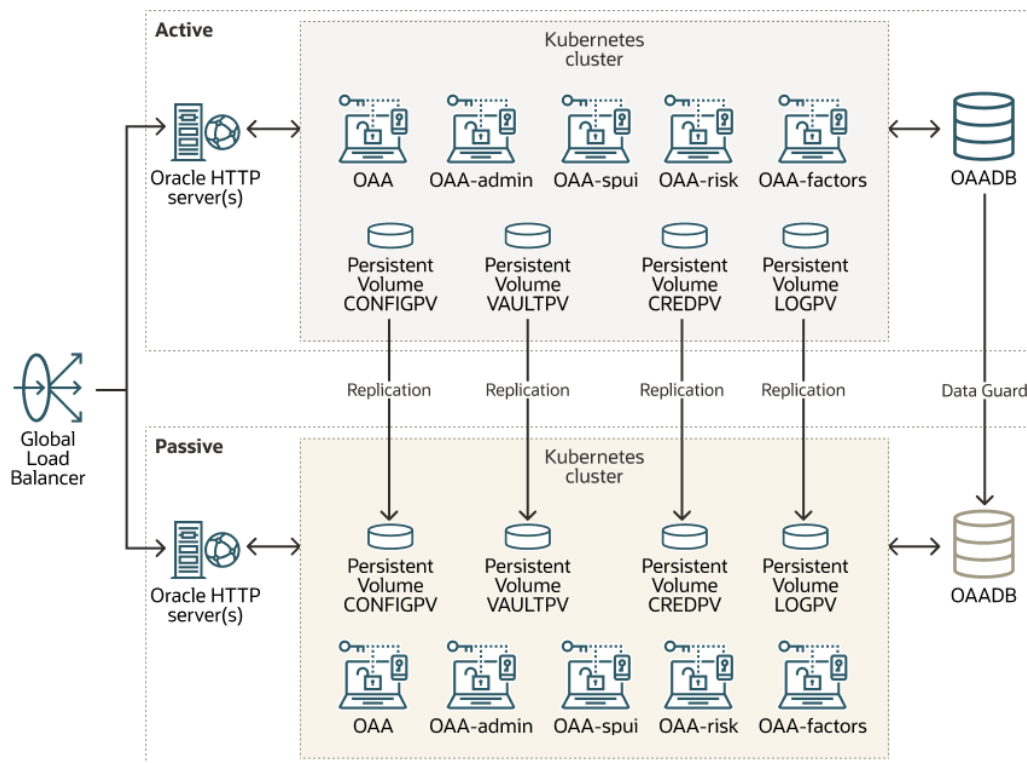 Active
Kubernetes
cluster
OAA
OAA-admin
OAA-spui
OAA-risk
OAA-factors
Oracle HTTP
server(s)
OAADB
Persistent
Volume
CONFIGPV
Persistent
Volume
VAULTPV
Persistent
Volume
CREDPV
Persistent
Volume
LOGPV
Replication
Replication
Replication
Replication
Data Guard
Global
Load
Balancer
Passive
Kubernetes
cluster
Oracle HTTP
server(s)
Persistent
Volume
CONFIGPV
Persistent
Volume
VAULTPV
Persistent
Volume
CREDPV
Persistent
Volume
LOGPV
OAADB
OAA
OAA-admin
OAA-spui
OAA-risk
OAA-factors